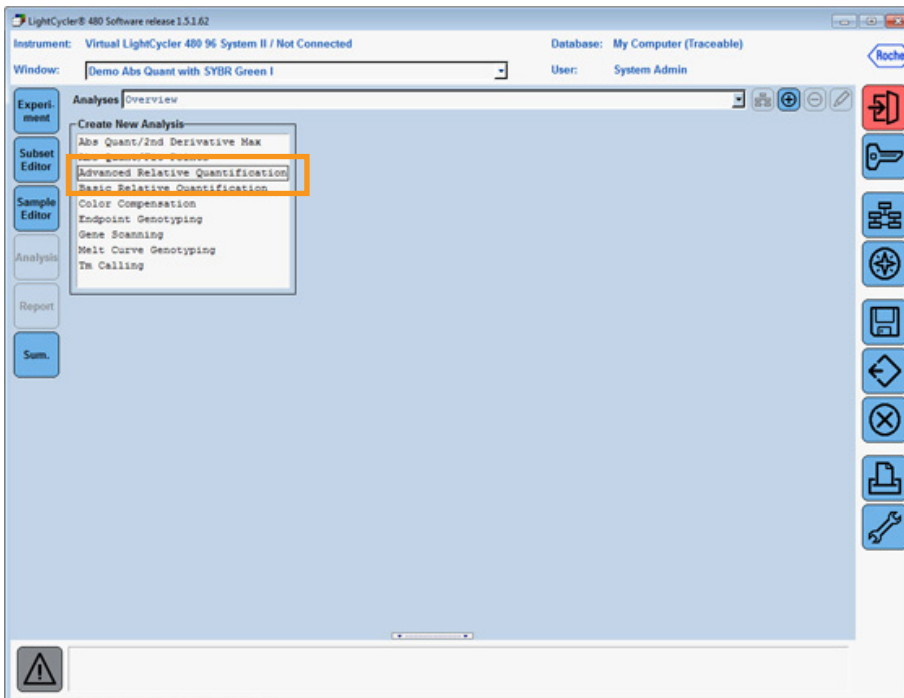 LightCycler® 480 Software release 1.5.1.62
Instrument: Virtual LightCycler 480 96 System II / Not Connected
Database: My Computer (Traceable)
Window: Demo Abs Quant with SYBR Green I
User: System Admin
Roche
Experi-
ment
Subset
Editor
Sample
Editor
Analysis
Report
Sum.
Analyses Overview
Create New Analysis
Abs Quant/2nd Derivative Max
Advanced Relative Quantification
Basic Relative Quantification
Color Compensation
Endpoint Genotyping
Gene Scanning
Melt Curve Genotyping
Tm Calling